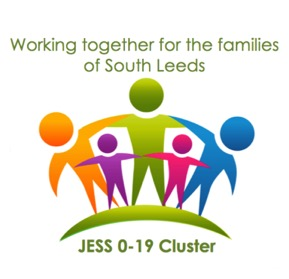 Working together for the families
of South Leeds
JESS 0-19 Cluster